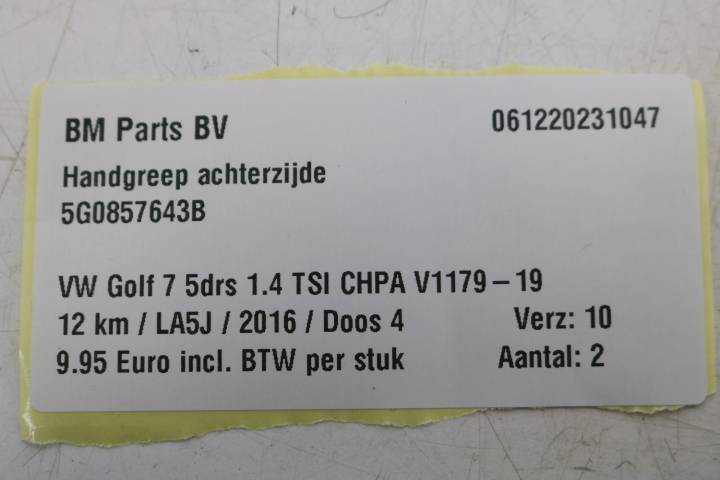 BM Parts BV 061220231047
Handgreep achterzijde
5G0857643B
VW Golf 7 5drs 1.4 TSI CHPA V1179-19
12 km / LA5J / 2016 / Doos 4 Verz: 10
9.95 Euro incl. BTW per stuk Aantal: 2